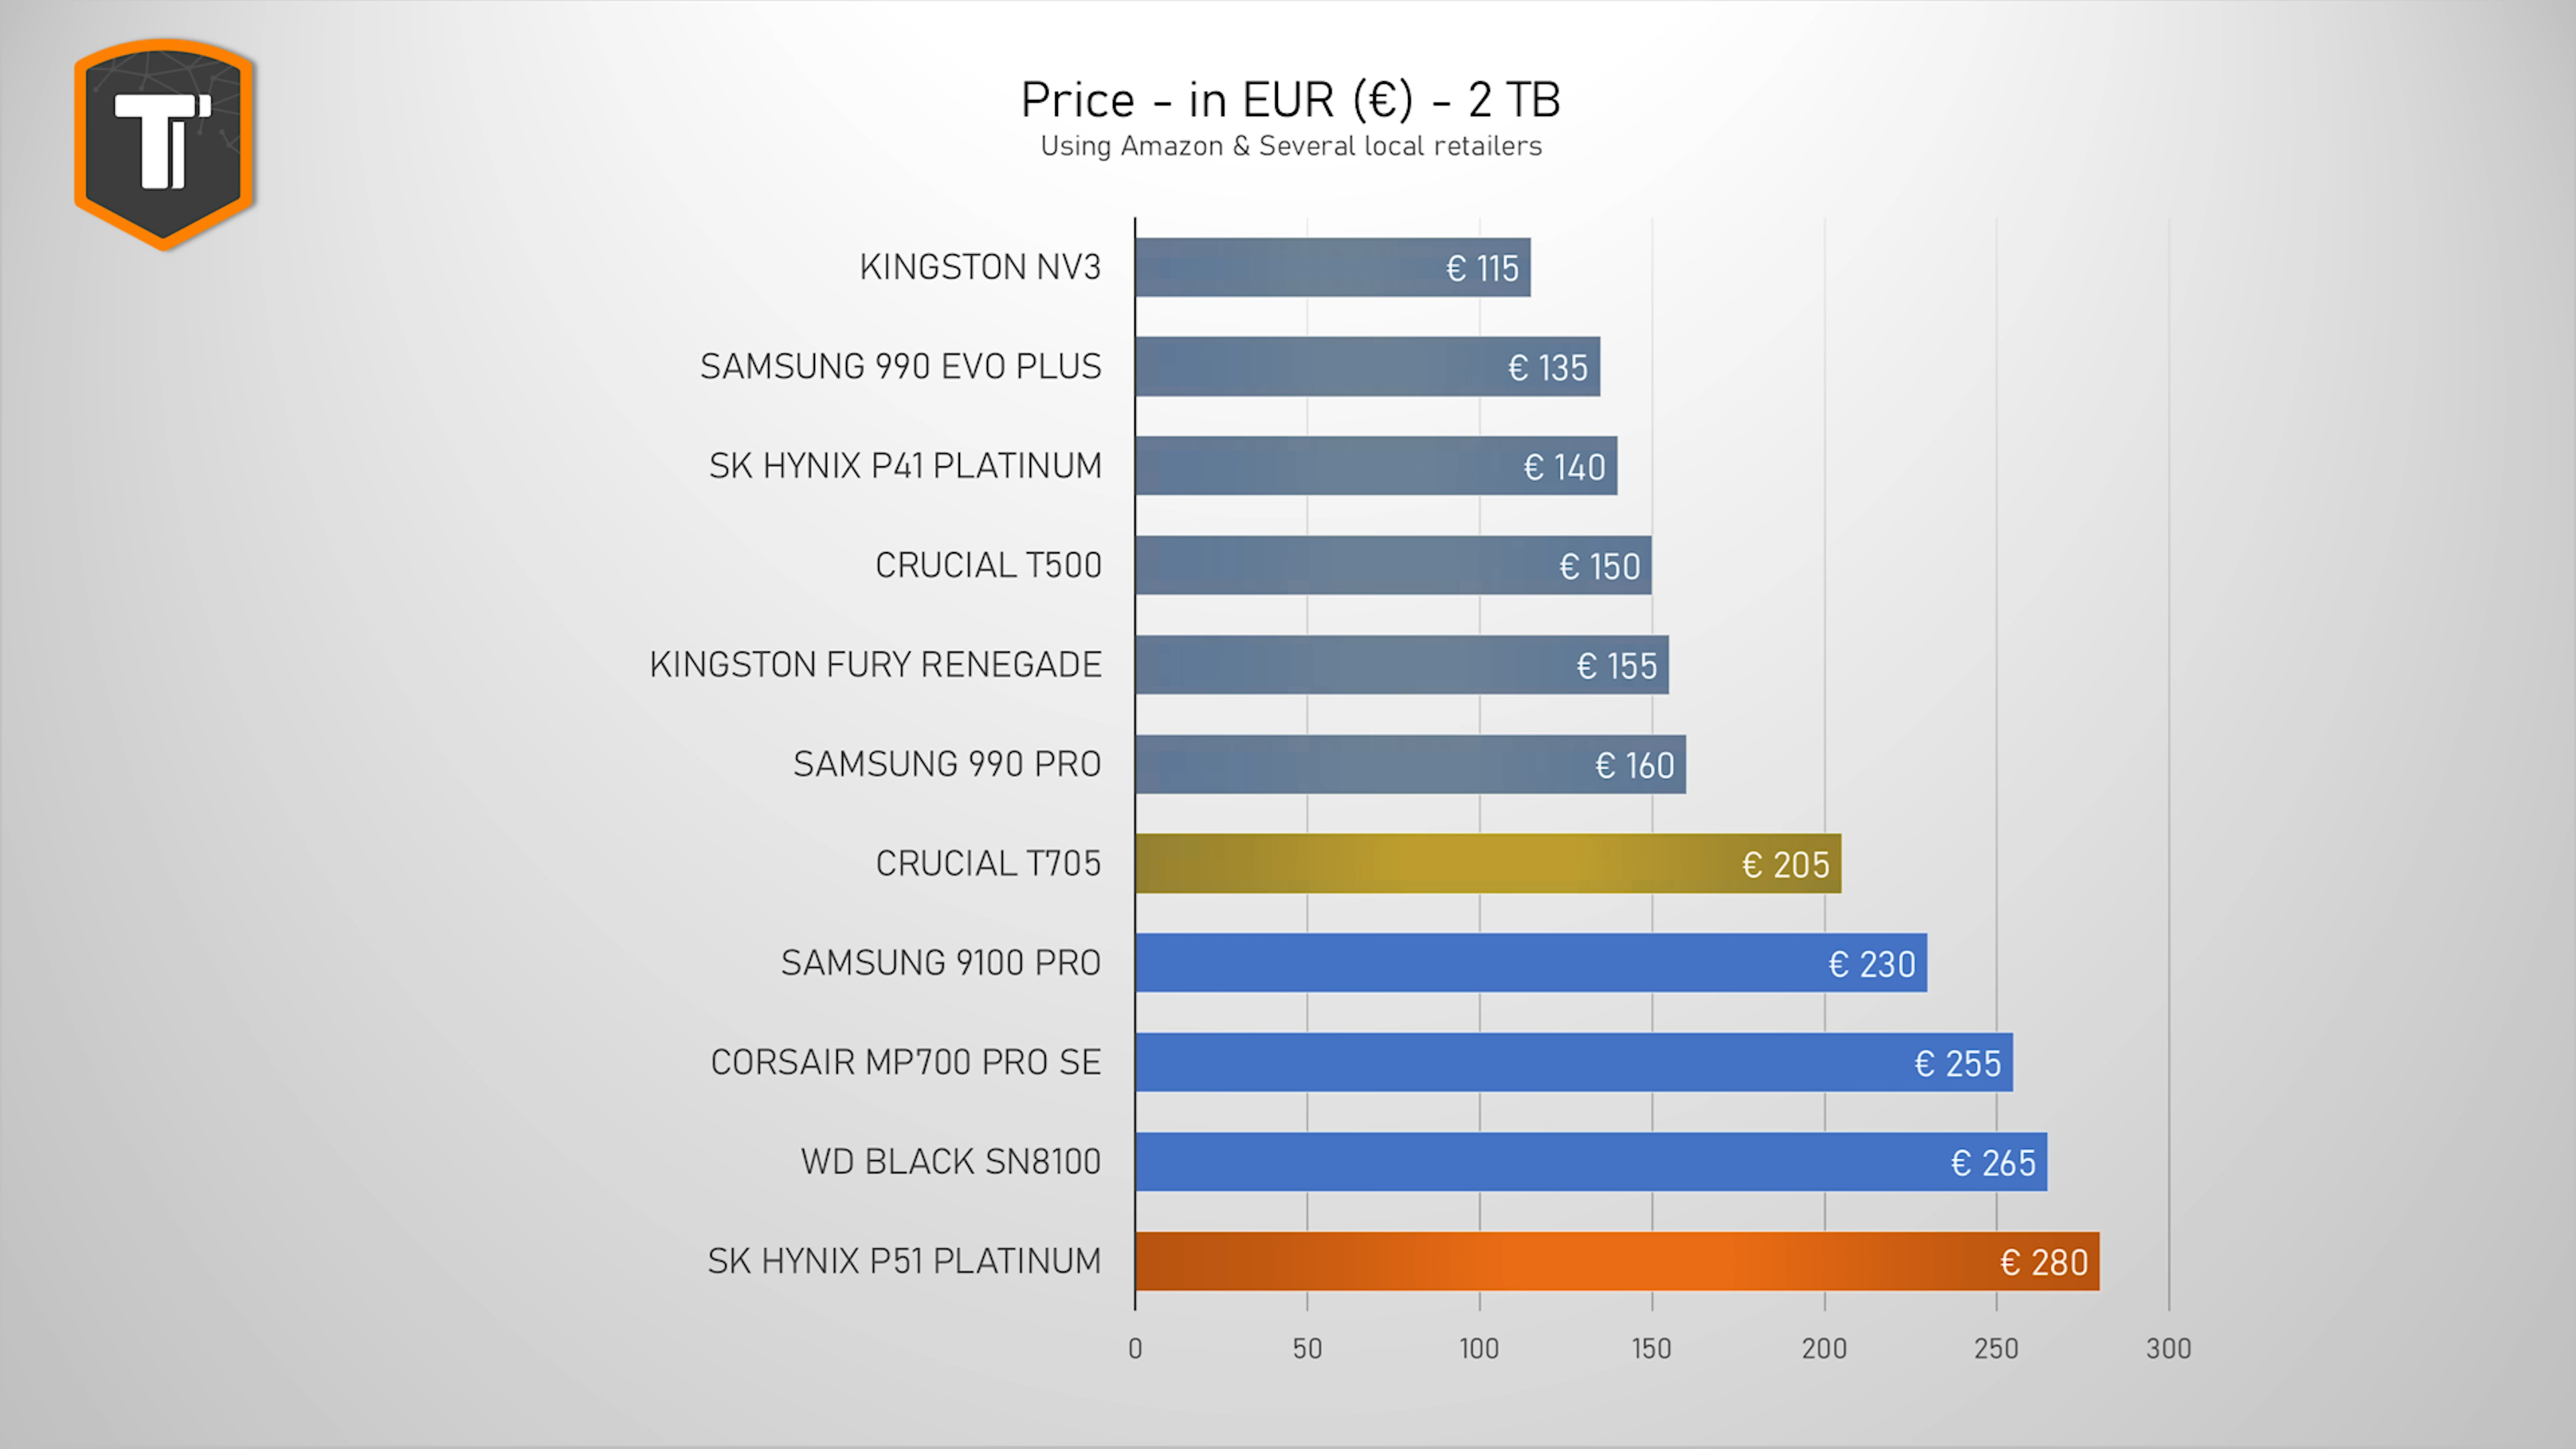 Price - in EUR (€) - 2 TB
Using Amazon & Several local retailers
KINGSTON NV3 € 115
SAMSUNG 990 EVO PLUS € 135
SK HYNIX P41 PLATINUM € 140
CRUCIAL T500 € 150
KINGSTON FURY RENEGADE € 155
SAMSUNG 990 PRO € 160
CRUCIAL T705 € 205
SAMSUNG 9100 PRO € 230
CORSAIR MP700 PRO SE € 255
WD BLACK SN8100 € 265
SK HYNIX P51 PLATINUM € 280
0 50 100 150 200 250 300